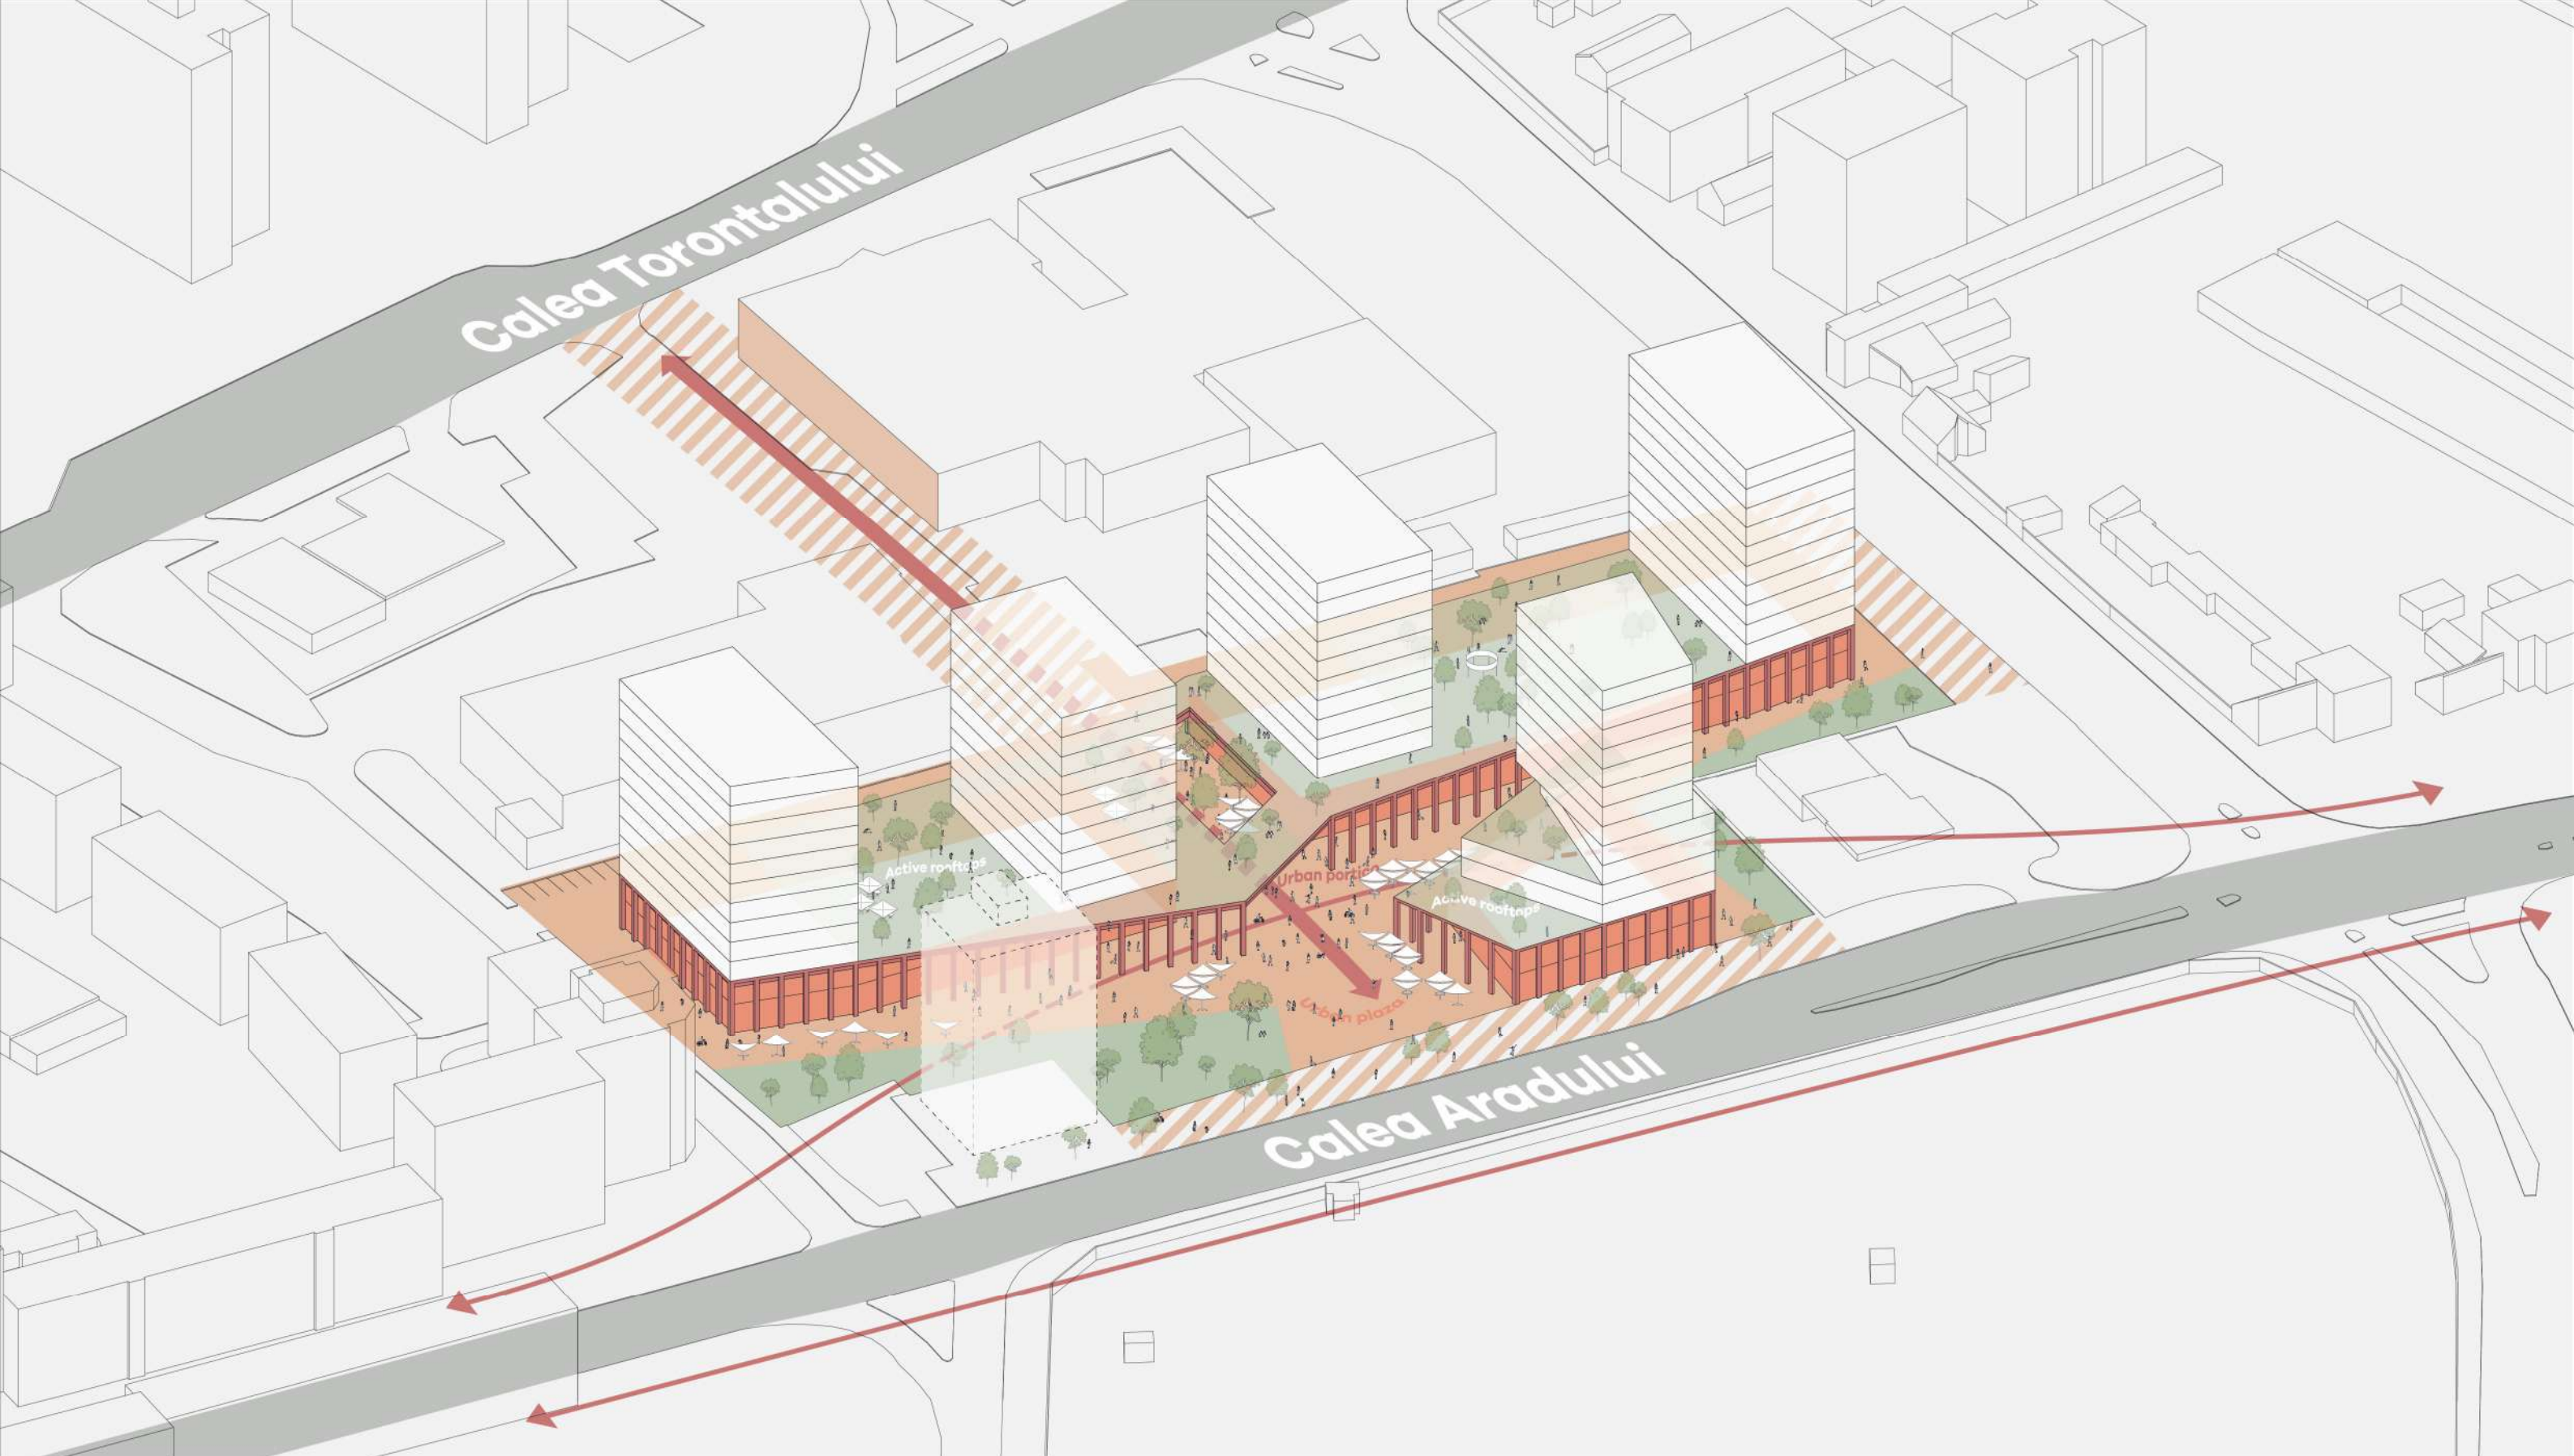 Calea Torontalului
Active rooftops
Urban portico
Active rooftops
Urban plaza
Calea Aradului